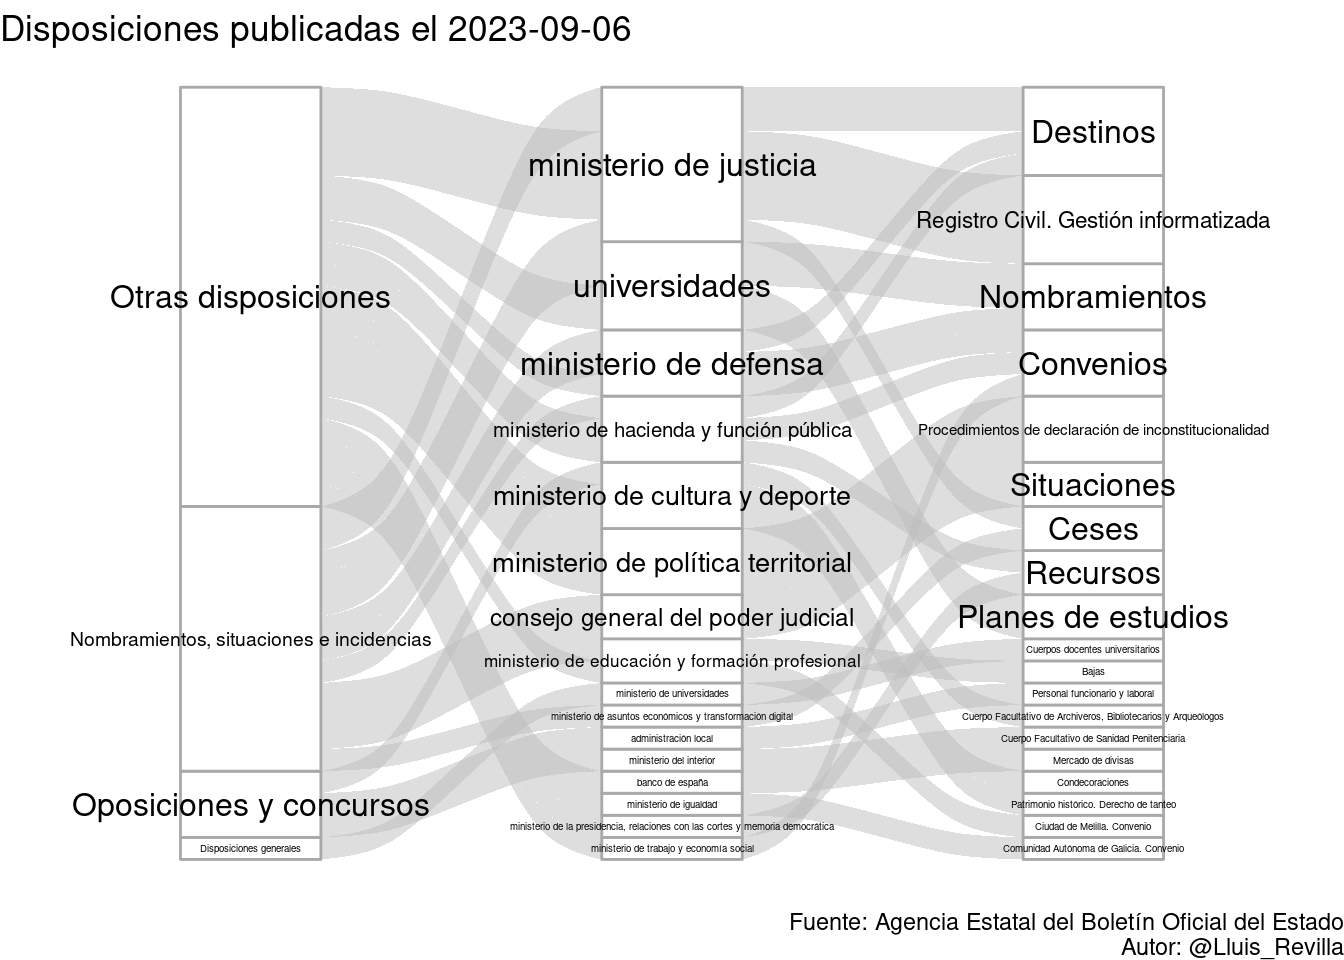 Disposiciones publicadas el 2023-09-06
Otras disposiciones
Nombramientos, situaciones e incidencias
Oposiciones y concursos
Disposiciones generales
ministerio de justicia
universidades
ministerio de defensa
ministerio de hacienda y función pública
ministerio de cultura y deporte
ministerio de política territorial
consejo general del poder judicial
ministerio de educación y formación profesional
ministerio de universidades
ministerio de asuntos económicos y transformación digital
administración local
ministerio del interior
banco de españa
ministerio de igualdad
ministerio de la presidencia, relaciones con las cortes y memoria democrática
ministerio de trabajo y economía social
Destinos
Registro Civil. Gestión informatizada
Nombramientos
Convenios
Procedimientos de declaración de inconstitucionalidad
Situaciones
Ceses
Recursos
Planes de estudios
Cuerpos docentes universitarios
Bajas
Personal funcionario y laboral
Cuerpo Facultativo de Archiveros, Bibliotecarios y Arqueólogos
Cuerpo Facultativo de Sanidad Penitenciaria
Mercado de divisas
Condecoraciones
Patrimonio histórico. Derecho de tanteo
Ciudad de Melilla. Convenio
Comunidad Autónoma de Galicia. Convenio
Fuente: Agencia Estatal del Boletín Oficial del Estado
Autor: @Lluis_Revilla